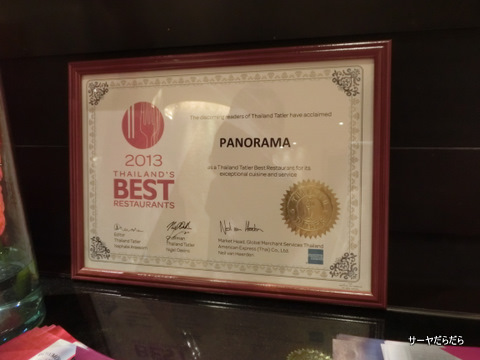 The discerning readers of Thailand Tatler have acclaimed
PANORAMA
as a Thailand Tatler Best Restaurant for its
exceptional cuisine and service
2013
THAILAND'S
BEST
RESTAURANTS
Editor
Thailand Tatler
Chairman
Thailand Tatler
Market Head, Global Merchant Services Thailand
American Express (Thai) Co., Ltd.
Neil van Heerden
サーヤだらだら